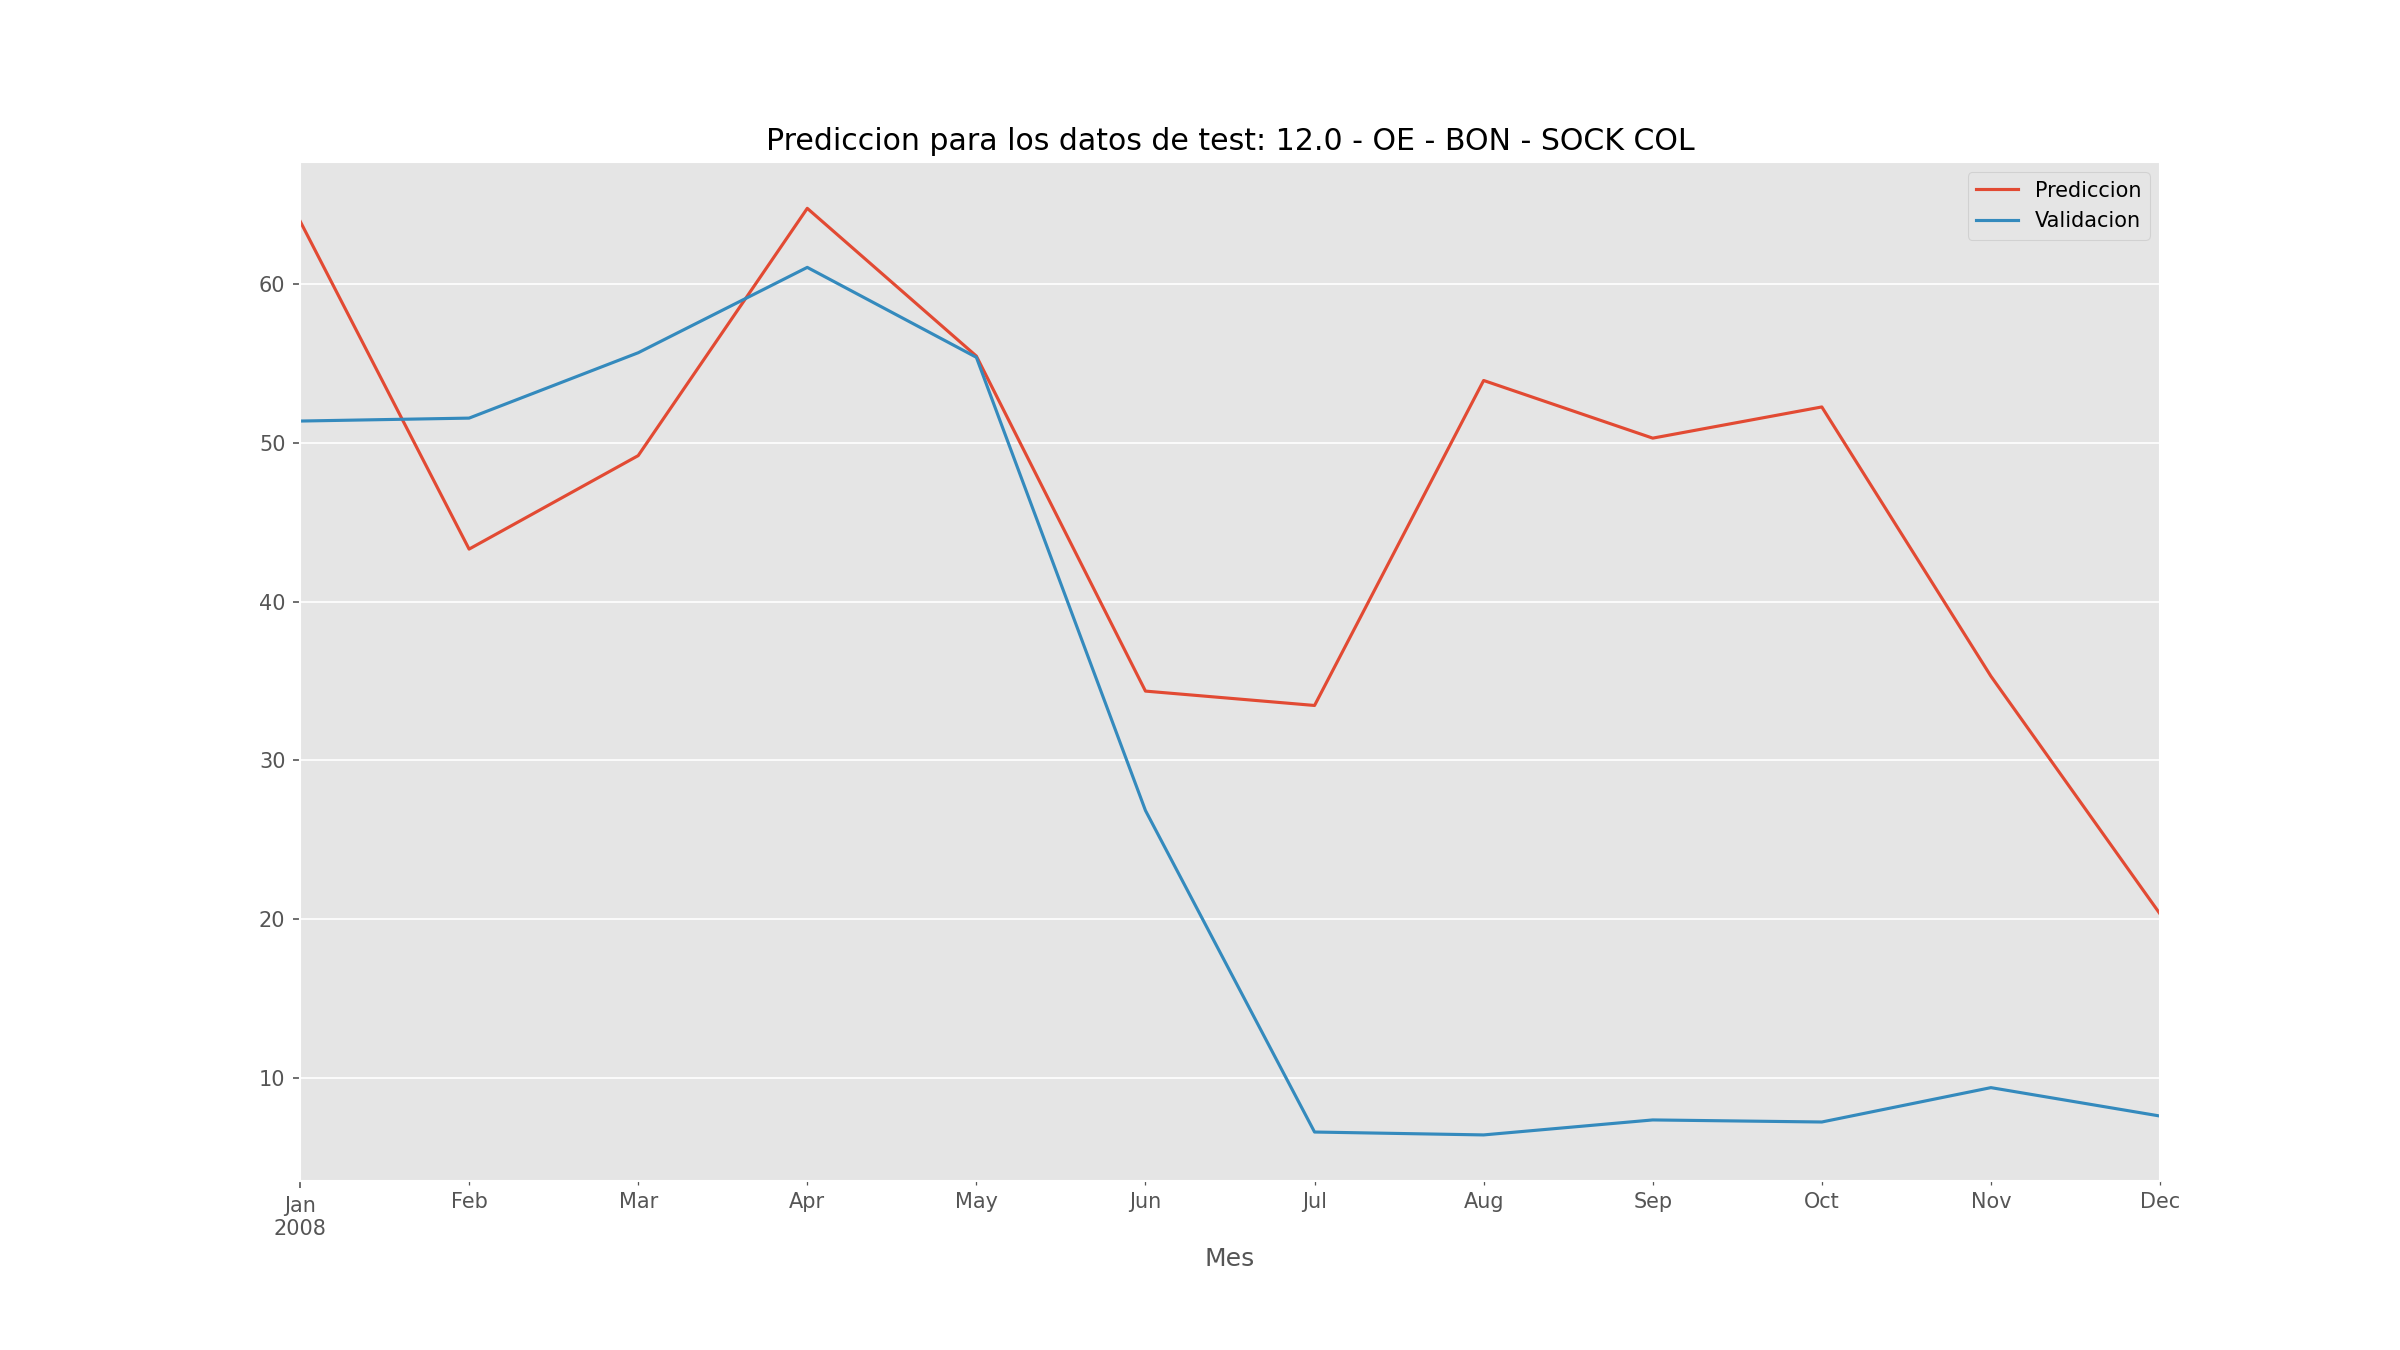 Prediccion para los datos de test: 12.0 - OE - BON - SOCK COL
Prediccion
Validacion
60
50
40
30
20
10
Jan Feb Mar Apr May Jun Jul Aug Sep Oct Nov Dec
2008
Mes